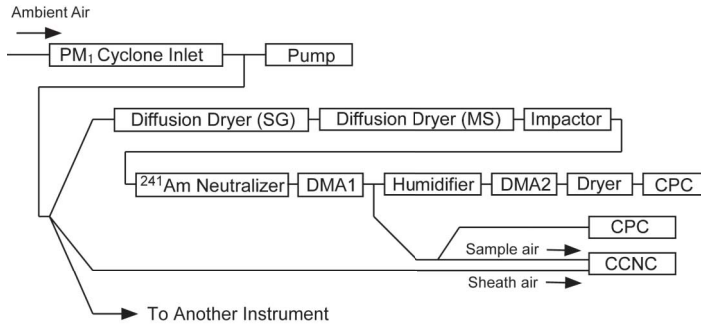 Ambient Air
PM₁ Cyclone Inlet
Pump
Diffusion Dryer (SG)
Diffusion Dryer (MS)
Impactor
²⁴¹Am Neutralizer
DMA1
Humidifier
DMA2
Dryer
CPC
CPC
Sample air
CCNC
Sheath air
To Another Instrument